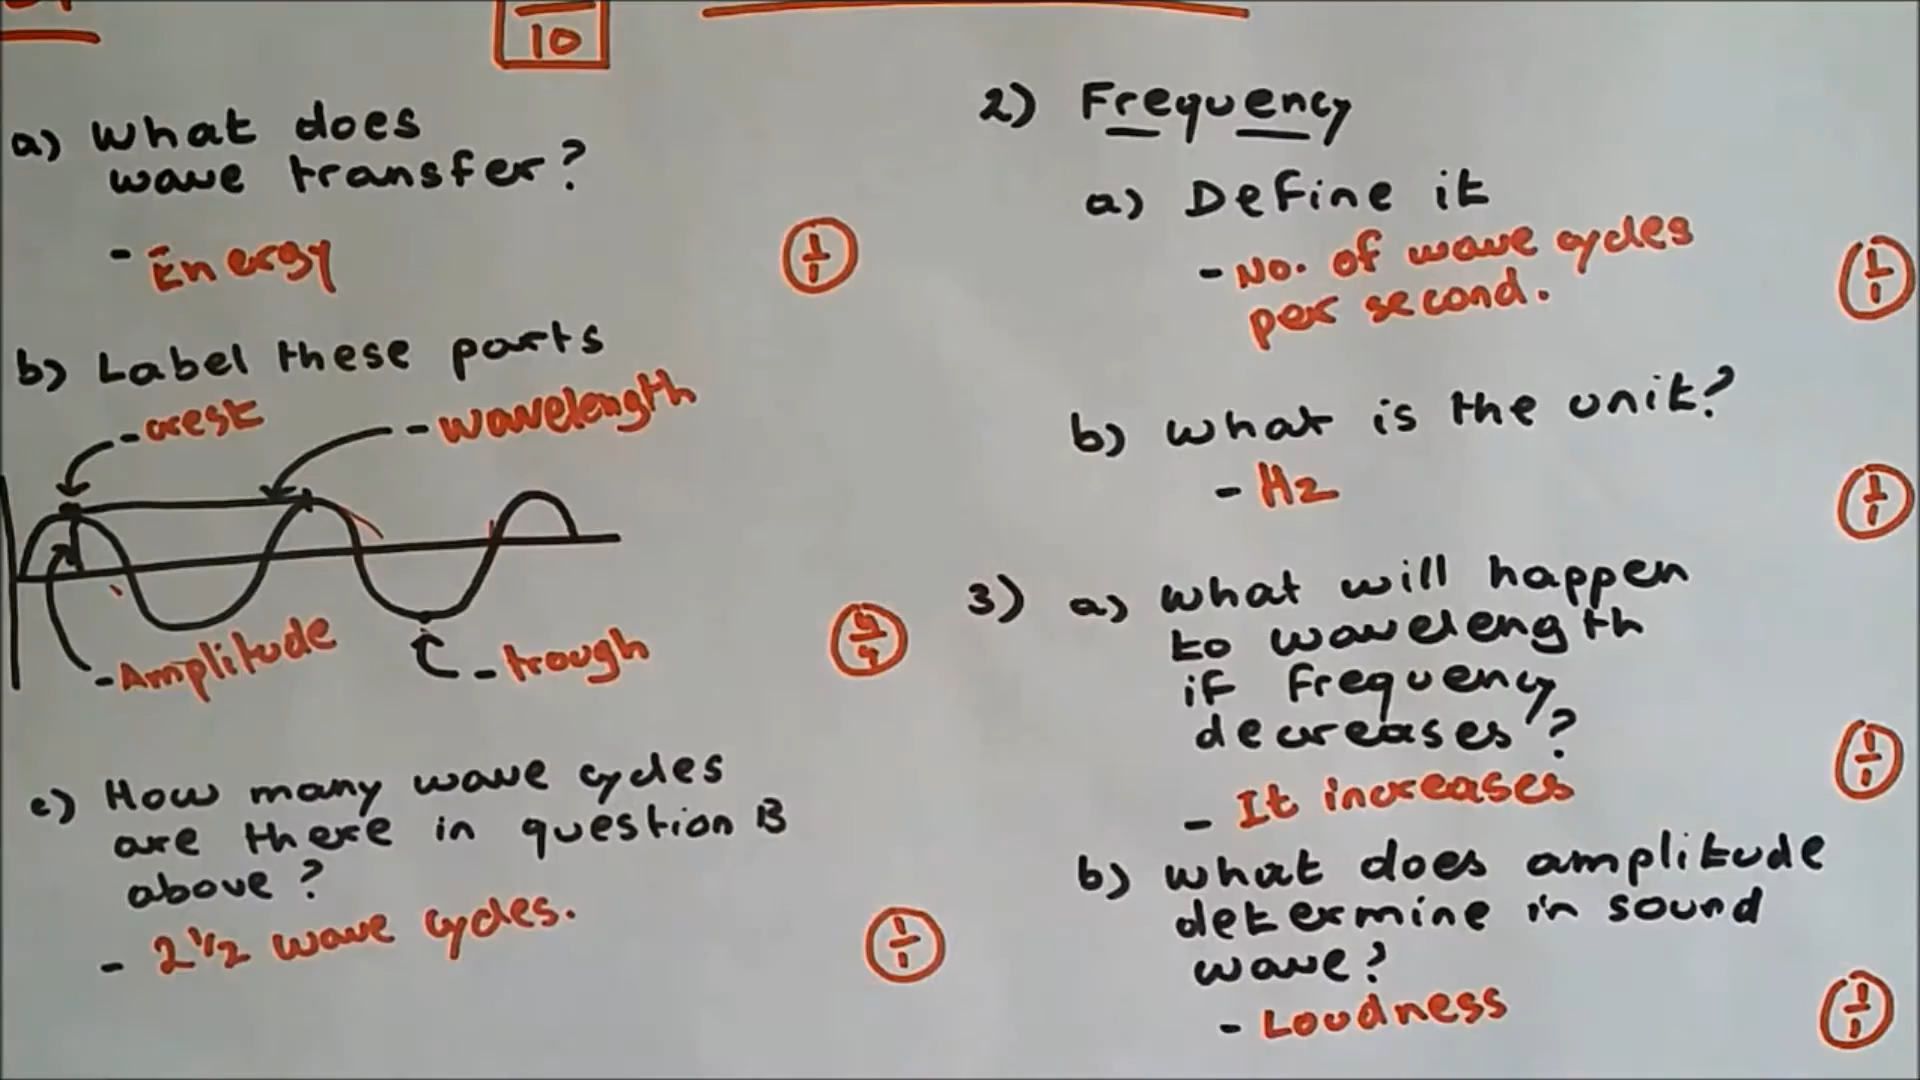 10
a) What does
wave transfer?
- Energy
1/1
b) Label these parts
- crest
- wavelength
- Amplitude
- trough
4/4
c) How many wave cycles
are there in question B
above?
- 2 1/2 wave cycles.
1/1
2) Frequency
a) Define it
- No. of wave cycles
per second.
1/1
b) What is the unit?
- Hz
1/1
3) a) What will happen
to wavelength
if frequency
decreases?
- It increases
1/1
b) What does amplitude
determine in sound
wave?
- Loudness
1/1